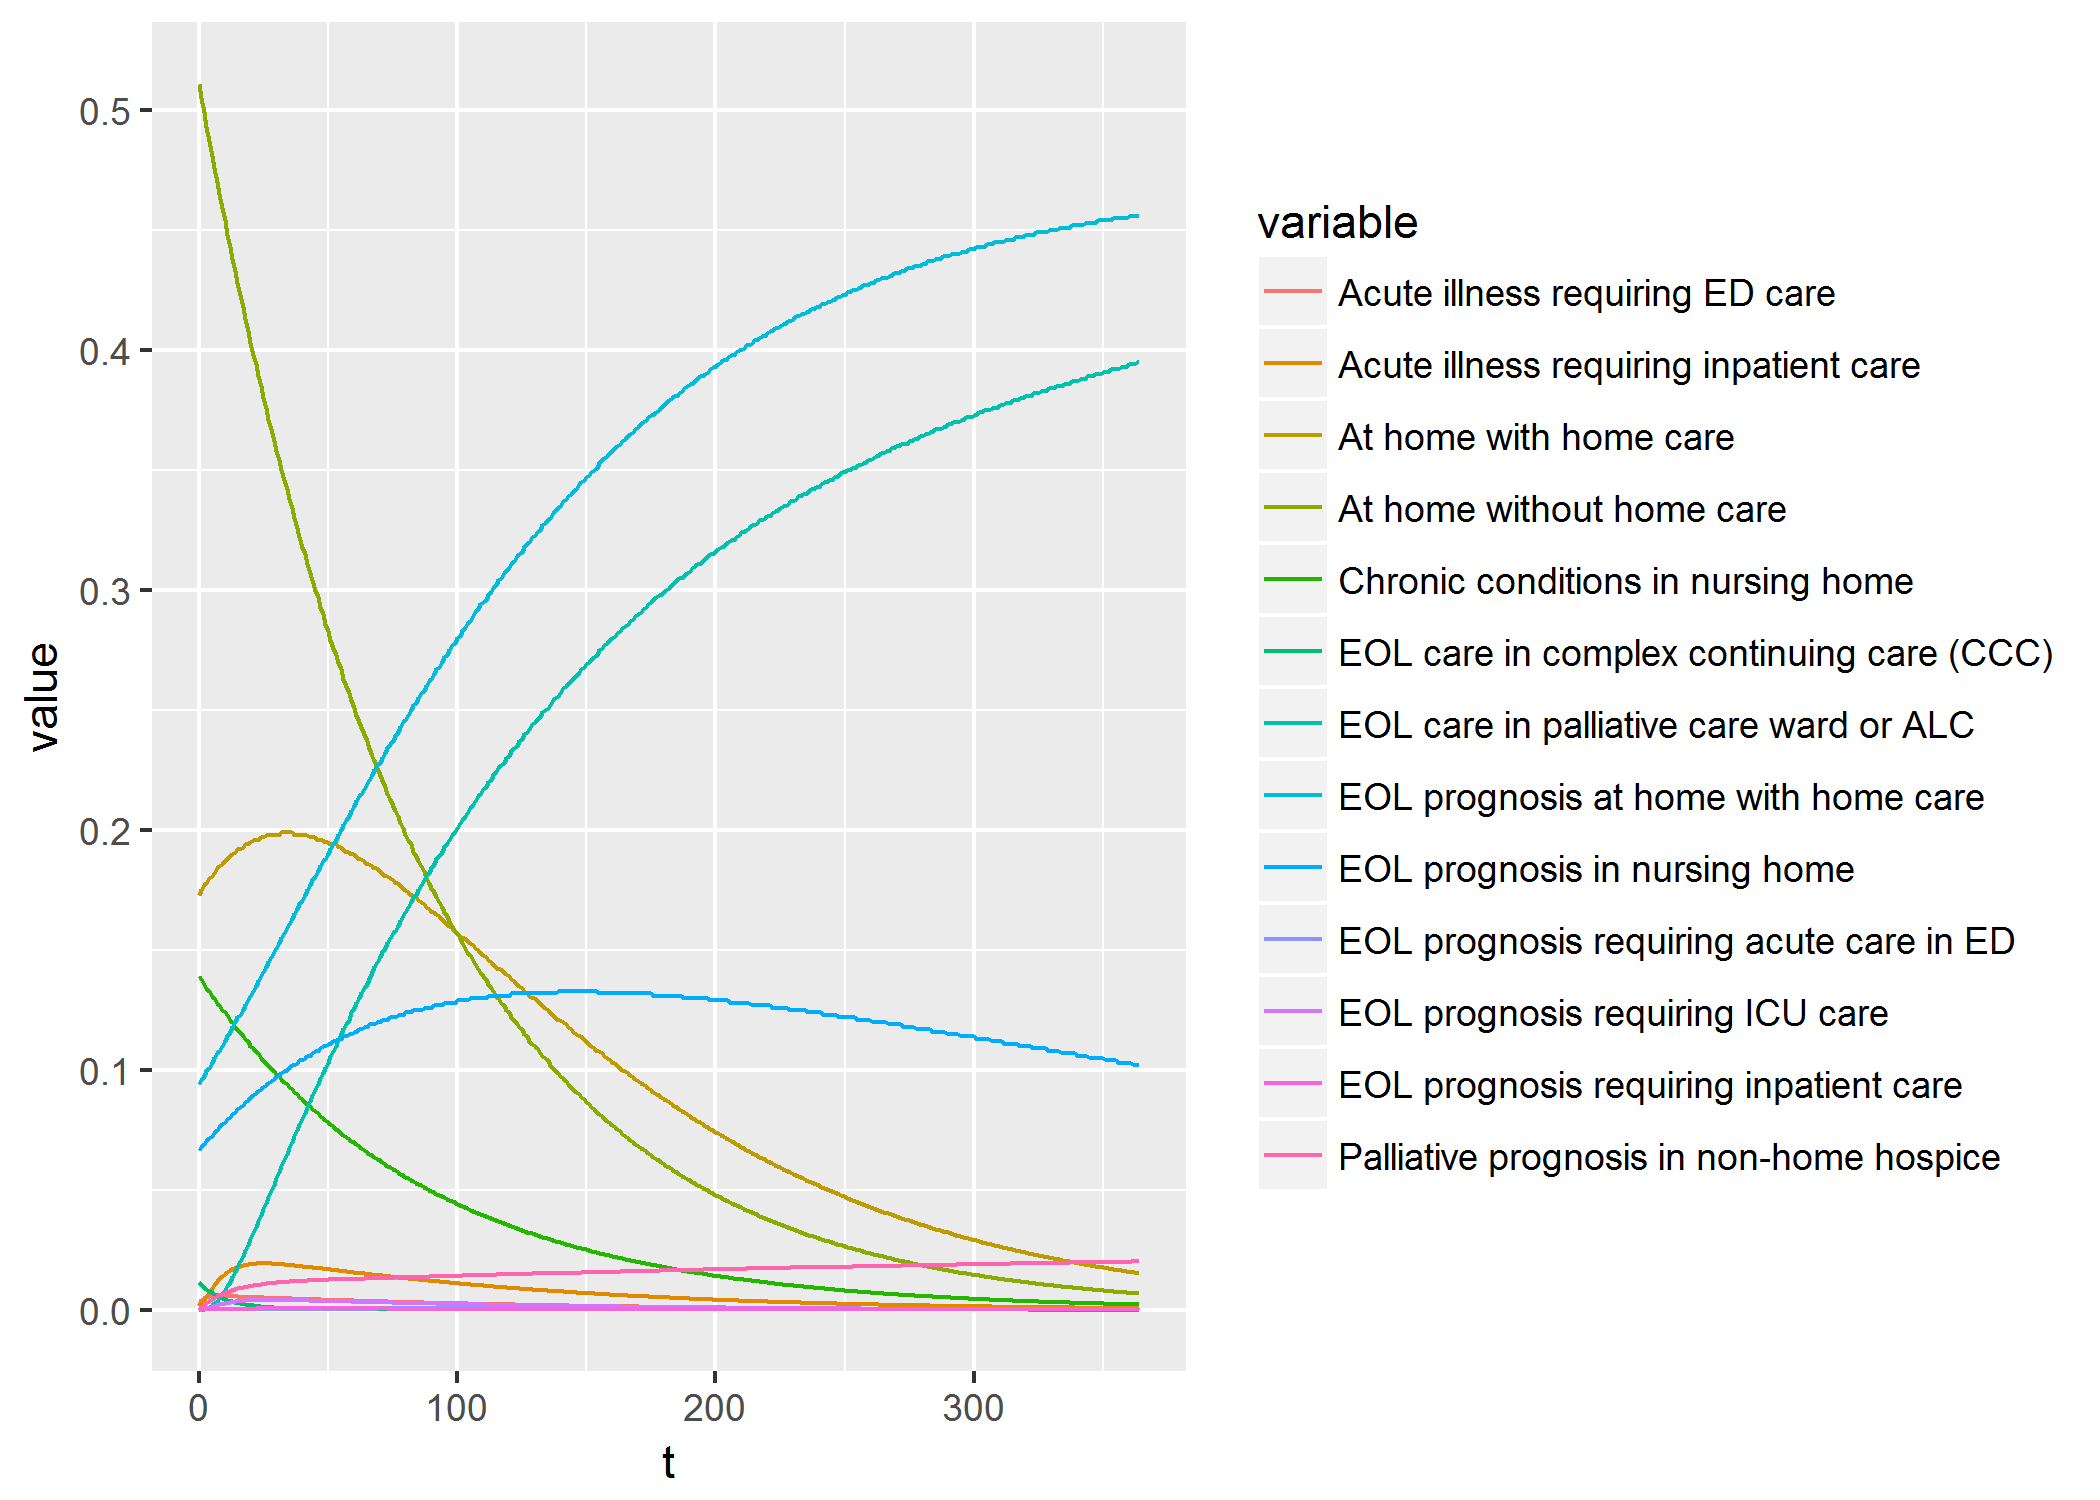 value
0.5
0.4
0.3
0.2
0.1
0.0
0
100
200
300
t
variable
Acute illness requiring ED care
Acute illness requiring inpatient care
At home with home care
At home without home care
Chronic conditions in nursing home
EOL care in complex continuing care (CCC)
EOL care in palliative care ward or ALC
EOL prognosis at home with home care
EOL prognosis in nursing home
EOL prognosis requiring acute care in ED
EOL prognosis requiring ICU care
EOL prognosis requiring inpatient care
Palliative prognosis in non-home hospice